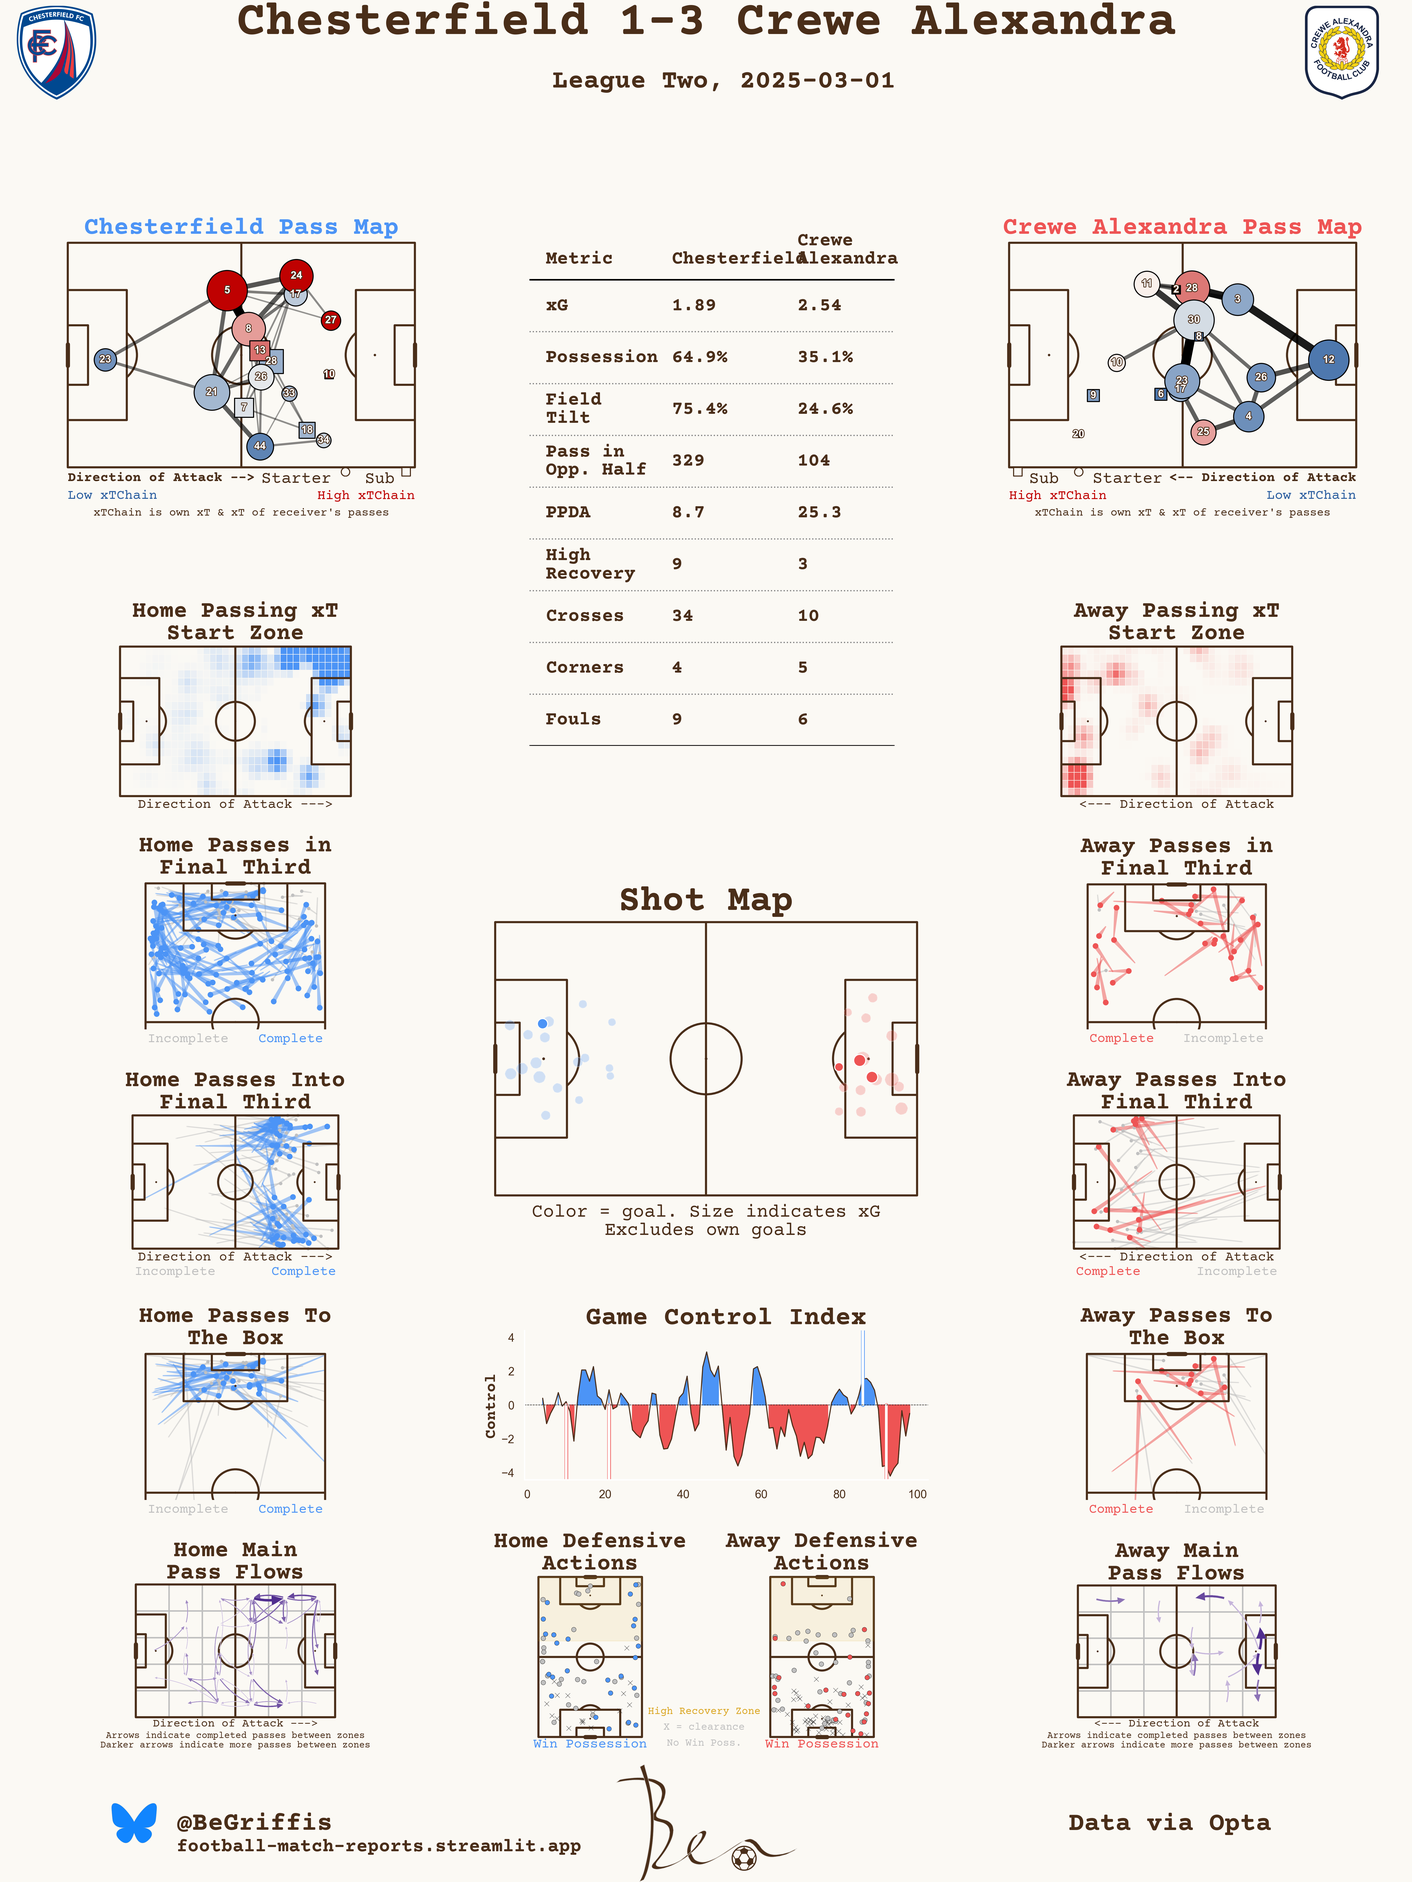 Chesterfield 1-3 Crewe Alexandra
League Two, 2025-03-01
CHESTERFIELD FC
CREWE ALEXANDRA
FOOTBALL CLUB
Chesterfield Pass Map
5
24
17
27
8
13
28
23
26
10
21
33
7
18
34
44
Direction of Attack --> Starter Sub
Low xTChain High xTChain
xTChain is own xT & xT of receiver's passes
Metric Chesterfield Crewe Alexandra
xG 1.89 2.54
Possession 64.9% 35.1%
Field Tilt 75.4% 24.6%
Pass in Opp. Half 329 104
PPDA 8.7 25.3
High Recovery 9 3
Crosses 34 10
Corners 4 5
Fouls 9 6
Crewe Alexandra Pass Map
11
2
28
3
30
8
12
10
23
17
26
9
6
4
20
25
Sub Starter <-- Direction of Attack
High xTChain Low xTChain
xTChain is own xT & xT of receiver's passes
Home Passing xT
Start Zone
Direction of Attack --->
Away Passing xT
Start Zone
<--- Direction of Attack
Home Passes in
Final Third
Incomplete Complete
Away Passes in
Final Third
Complete Incomplete
Shot Map
Color = goal. Size indicates xG
Excludes own goals
Home Passes Into
Final Third
Direction of Attack --->
Incomplete Complete
Away Passes Into
Final Third
<--- Direction of Attack
Complete Incomplete
Home Passes To
The Box
Incomplete Complete
Game Control Index
Control
4
2
0
−2
−4
0 20 40 60 80 100
Away Passes To
The Box
Complete Incomplete
Home Main
Pass Flows
Direction of Attack --->
Arrows indicate completed passes between zones
Darker arrows indicate more passes between zones
Home Defensive
Actions
Win Possession
High Recovery Zone
X = clearance
No Win Poss.
Away Defensive
Actions
Win Possession
Away Main
Pass Flows
<--- Direction of Attack
Arrows indicate completed passes between zones
Darker arrows indicate more passes between zones
@BeGriffis
football-match-reports.streamlit.app
Ben
Data via Opta